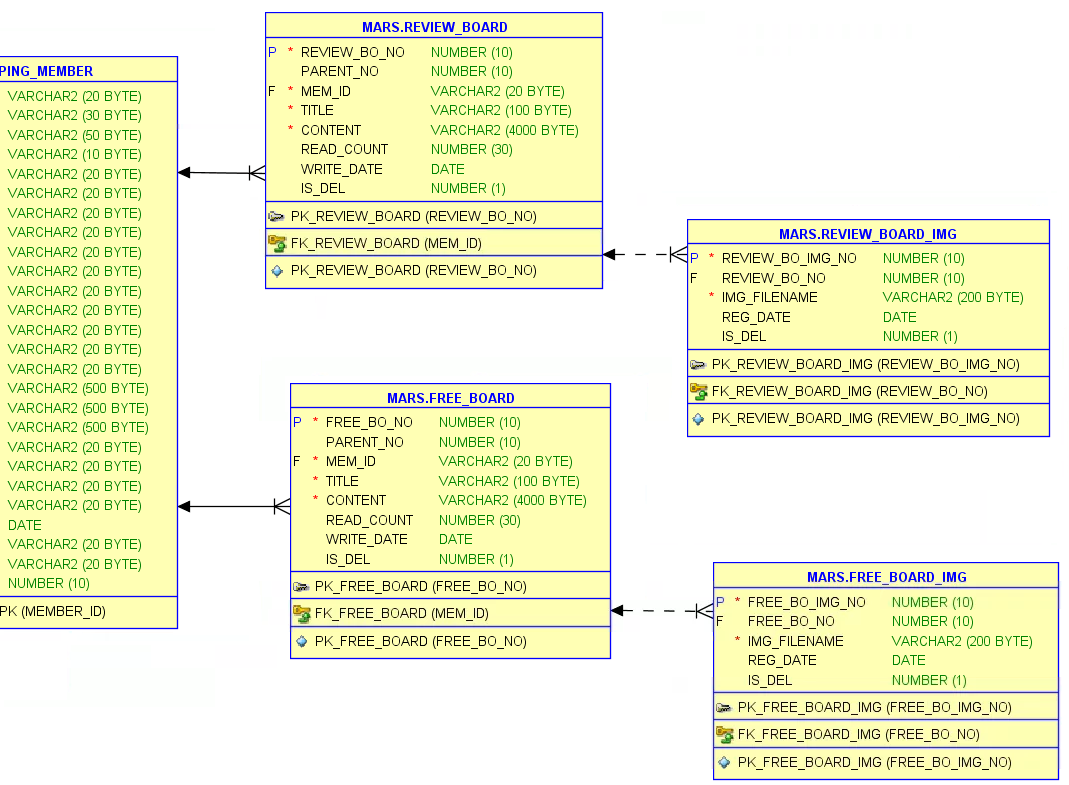 PING_MEMBER
VARCHAR2 (20 BYTE)
VARCHAR2 (30 BYTE)
VARCHAR2 (50 BYTE)
VARCHAR2 (10 BYTE)
VARCHAR2 (20 BYTE)
VARCHAR2 (20 BYTE)
VARCHAR2 (20 BYTE)
VARCHAR2 (20 BYTE)
VARCHAR2 (20 BYTE)
VARCHAR2 (20 BYTE)
VARCHAR2 (20 BYTE)
VARCHAR2 (20 BYTE)
VARCHAR2 (20 BYTE)
VARCHAR2 (20 BYTE)
VARCHAR2 (20 BYTE)
VARCHAR2 (500 BYTE)
VARCHAR2 (500 BYTE)
VARCHAR2 (500 BYTE)
VARCHAR2 (20 BYTE)
VARCHAR2 (20 BYTE)
VARCHAR2 (20 BYTE)
VARCHAR2 (20 BYTE)
DATE
VARCHAR2 (20 BYTE)
VARCHAR2 (20 BYTE)
NUMBER (10)
PK (MEMBER_ID)
MARS.REVIEW_BOARD
P * REVIEW_BO_NO NUMBER (10)
PARENT_NO NUMBER (10)
F * MEM_ID VARCHAR2 (20 BYTE)
* TITLE VARCHAR2 (100 BYTE)
* CONTENT VARCHAR2 (4000 BYTE)
READ_COUNT NUMBER (30)
WRITE_DATE DATE
IS_DEL NUMBER (1)
PK_REVIEW_BOARD (REVIEW_BO_NO)
FK_REVIEW_BOARD (MEM_ID)
PK_REVIEW_BOARD (REVIEW_BO_NO)
MARS.REVIEW_BOARD_IMG
P * REVIEW_BO_IMG_NO NUMBER (10)
F REVIEW_BO_NO NUMBER (10)
* IMG_FILENAME VARCHAR2 (200 BYTE)
REG_DATE DATE
IS_DEL NUMBER (1)
PK_REVIEW_BOARD_IMG (REVIEW_BO_IMG_NO)
FK_REVIEW_BOARD_IMG (REVIEW_BO_NO)
PK_REVIEW_BOARD_IMG (REVIEW_BO_IMG_NO)
MARS.FREE_BOARD
P * FREE_BO_NO NUMBER (10)
PARENT_NO NUMBER (10)
F * MEM_ID VARCHAR2 (20 BYTE)
* TITLE VARCHAR2 (100 BYTE)
* CONTENT VARCHAR2 (4000 BYTE)
READ_COUNT NUMBER (30)
WRITE_DATE DATE
IS_DEL NUMBER (1)
PK_FREE_BOARD (FREE_BO_NO)
FK_FREE_BOARD (MEM_ID)
PK_FREE_BOARD (FREE_BO_NO)
MARS.FREE_BOARD_IMG
P * FREE_BO_IMG_NO NUMBER (10)
F FREE_BO_NO NUMBER (10)
* IMG_FILENAME VARCHAR2 (200 BYTE)
REG_DATE DATE
IS_DEL NUMBER (1)
PK_FREE_BOARD_IMG (FREE_BO_IMG_NO)
FK_FREE_BOARD_IMG (FREE_BO_NO)
PK_FREE_BOARD_IMG (FREE_BO_IMG_NO)